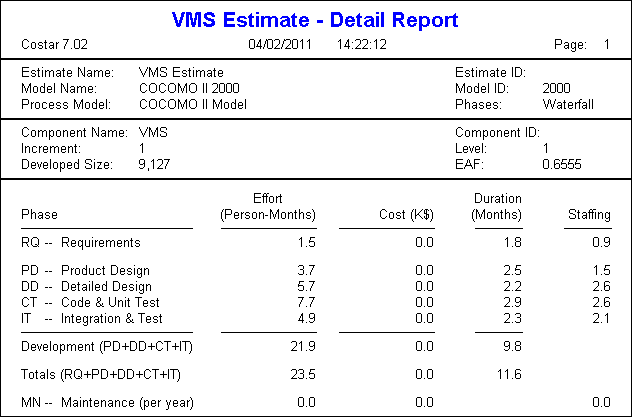 VMS Estimate - Detail Report
Costar 7.02 04/02/2011 14:22:12 Page: 1
Estimate Name: VMS Estimate Estimate ID:
Model Name: COCOMO II 2000 Model ID: 2000
Process Model: COCOMO II Model Phases: Waterfall
Component Name: VMS Component ID:
Increment: 1 Level: 1
Developed Size: 9,127 EAF: 0.6555
Effort Duration
Phase (Person-Months) Cost (K$) (Months) Staffing
RQ -- Requirements 1.5 0.0 1.8 0.9
PD -- Product Design 3.7 0.0 2.5 1.5
DD -- Detailed Design 5.7 0.0 2.2 2.6
CT -- Code & Unit Test 7.7 0.0 2.9 2.6
IT -- Integration & Test 4.9 0.0 2.3 2.1
Development (PD+DD+CT+IT) 21.9 0.0 9.8
Totals (RQ+PD+DD+CT+IT) 23.5 0.0 11.6
MN -- Maintenance (per year) 0.0 0.0 0.0